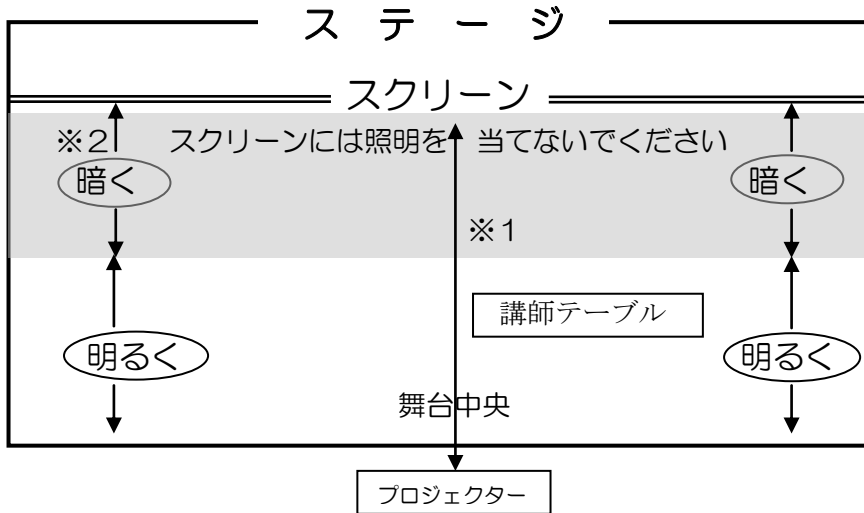 ステージ
スクリーン
※2 スクリーンには照明を 当てないでください
暗く 暗く
※1
講師テーブル
明るく 明るく
舞台中央
プロジェクター